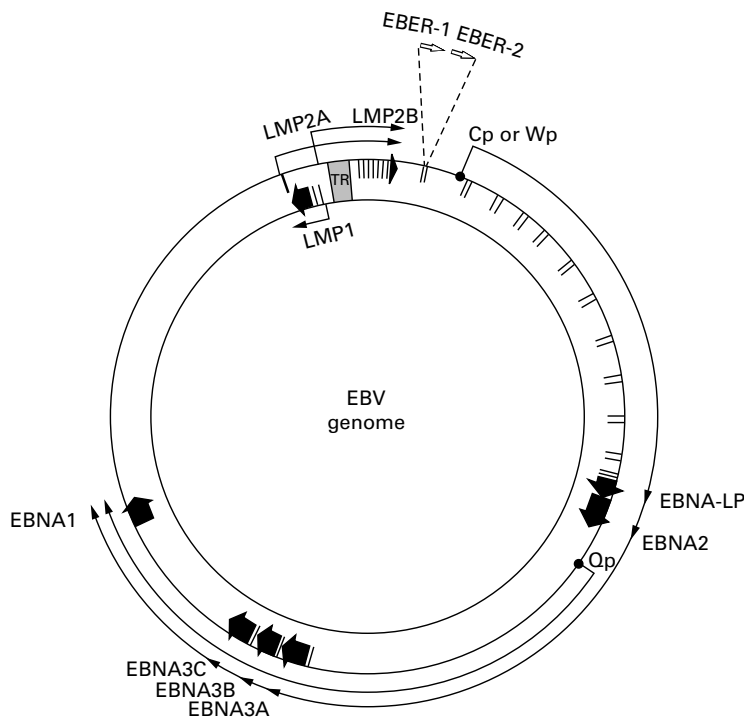 EBER-1 EBER-2
LMP2A
LMP2B
Cp or Wp
TR
LMP1
EBV
genome
EBNA-LP
EBNA1
EBNA2
Qp
EBNA3C
EBNA3B
EBNA3A